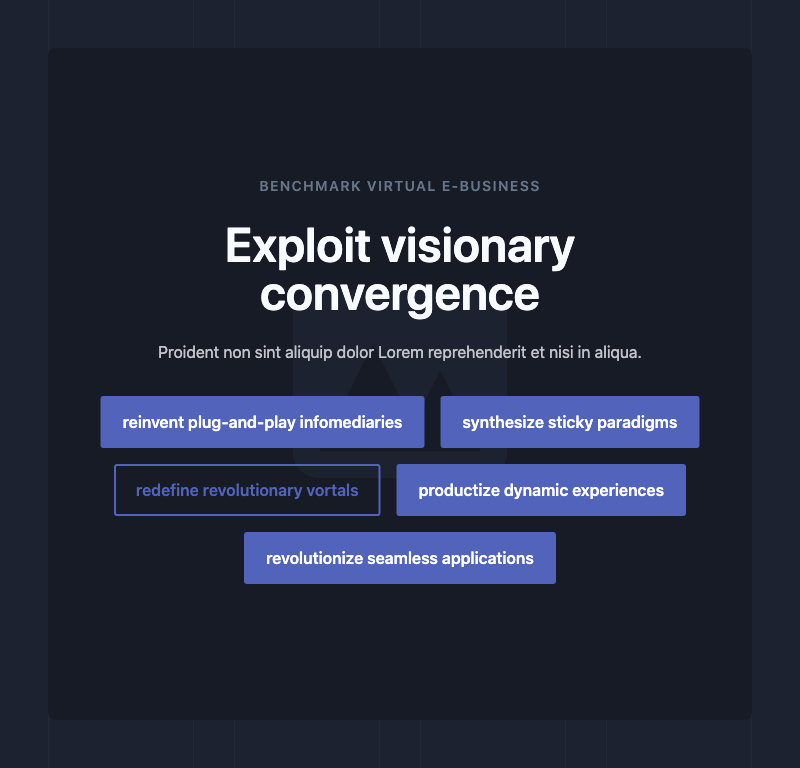 BENCHMARK VIRTUAL E-BUSINESS
Exploit visionary
convergence
Proident non sint aliquip dolor Lorem reprehenderit et nisi in aliqua.
reinvent plug-and-play infomediaries
synthesize sticky paradigms
redefine revolutionary vortals
productize dynamic experiences
revolutionize seamless applications